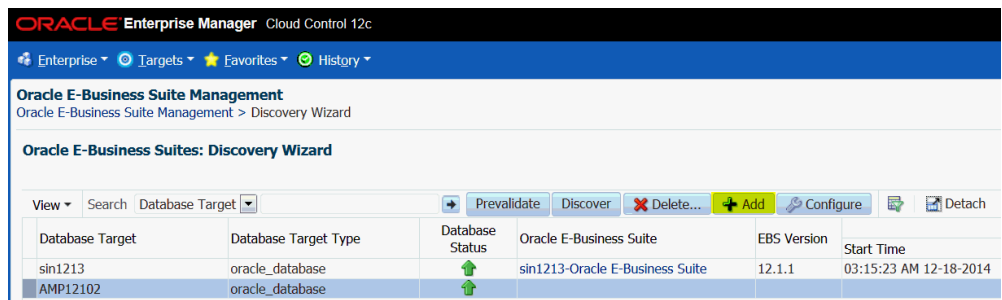 ORACLE Enterprise Manager Cloud Control 12c
Enterprise Targets Favorites History
Oracle E-Business Suite Management
Oracle E-Business Suite Management > Discovery Wizard
Oracle E-Business Suites: Discovery Wizard
View Search Database Target Prevalidate Discover Delete... Add Configure Detach
Database Target Database Target Type Database Status Oracle E-Business Suite EBS Version Start Time
sin1213 oracle_database sin1213-Oracle E-Business Suite 12.1.1 03:15:23 AM 12-18-2014
AMP12102 oracle_database